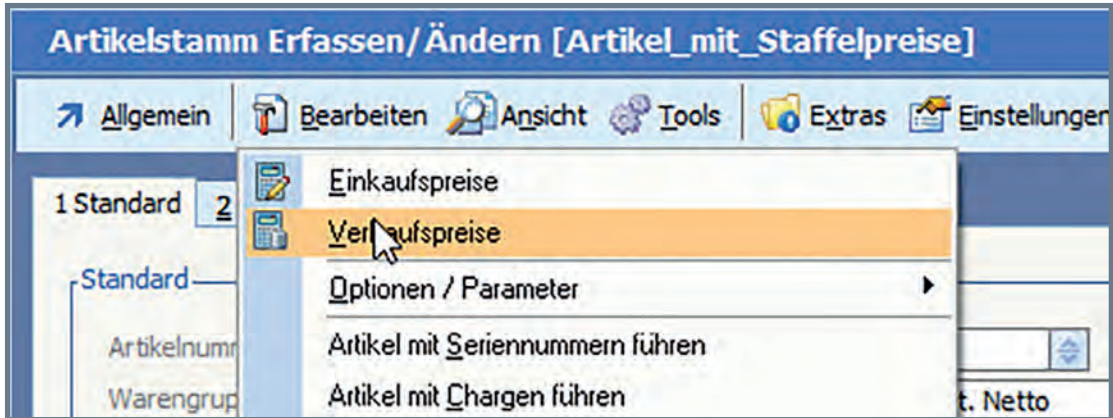 Artikelstamm Erfassen/Ändern [Artikel_mit_Staffelpreise]
Allgemein Bearbeiten Ansicht Tools Extras Einstellungen
Einkaufspreise
1 Standard 2
Verkaufspreise
Standard
Optionen / Parameter
Artikel mit Seriennummern führen
Artikel mit Chargen führen
t. Netto